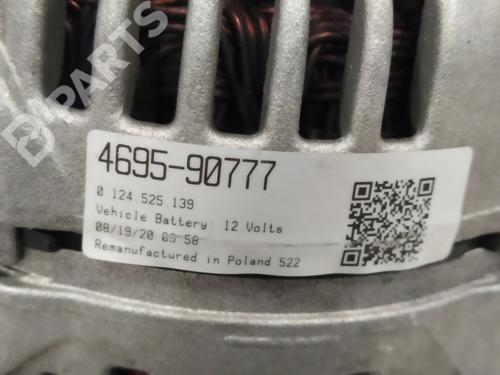 B-PARTS
4695-90777
0 124 525 139
Vehicle Battery: 12 Volts
08/19/20 09 58
Remanufactured in Poland 522